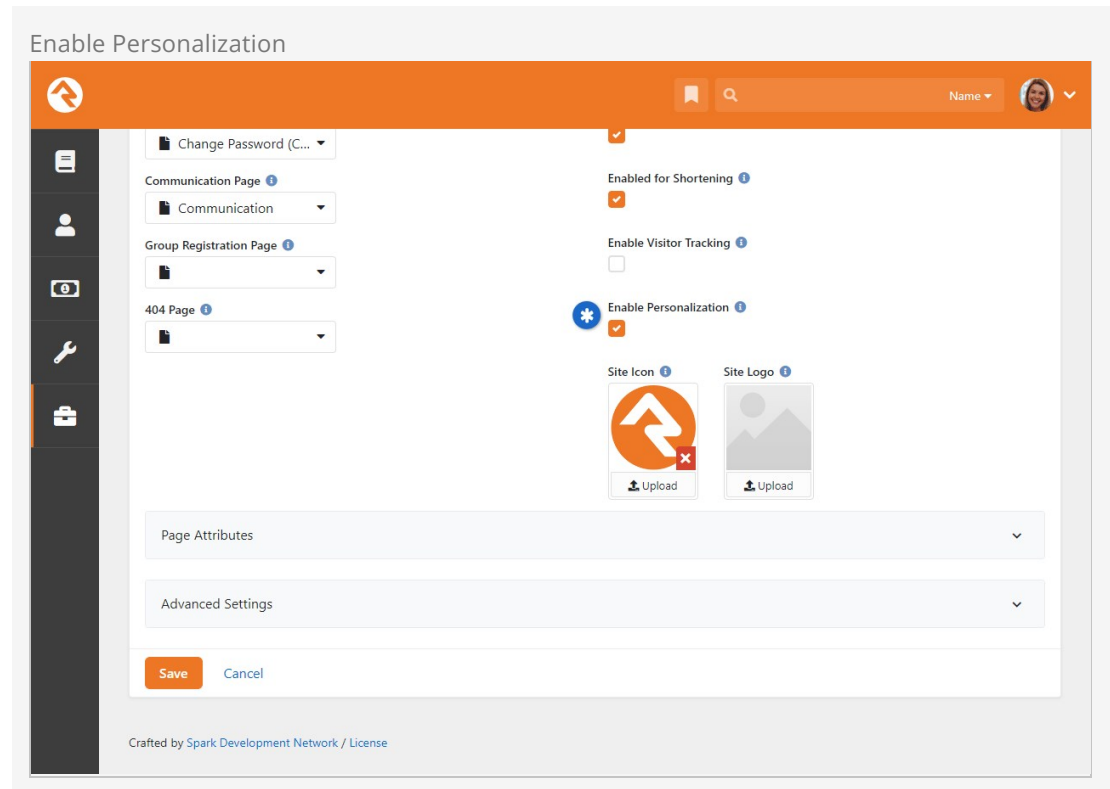 Enable Personalization
Name
Change Password (C...
Communication Page
Communication
Group Registration Page
404 Page
Enabled for Shortening
Enable Visitor Tracking
Enable Personalization
Site Icon
Site Logo
Upload
Upload
Page Attributes
Advanced Settings
Save
Cancel
Crafted by Spark Development Network / License